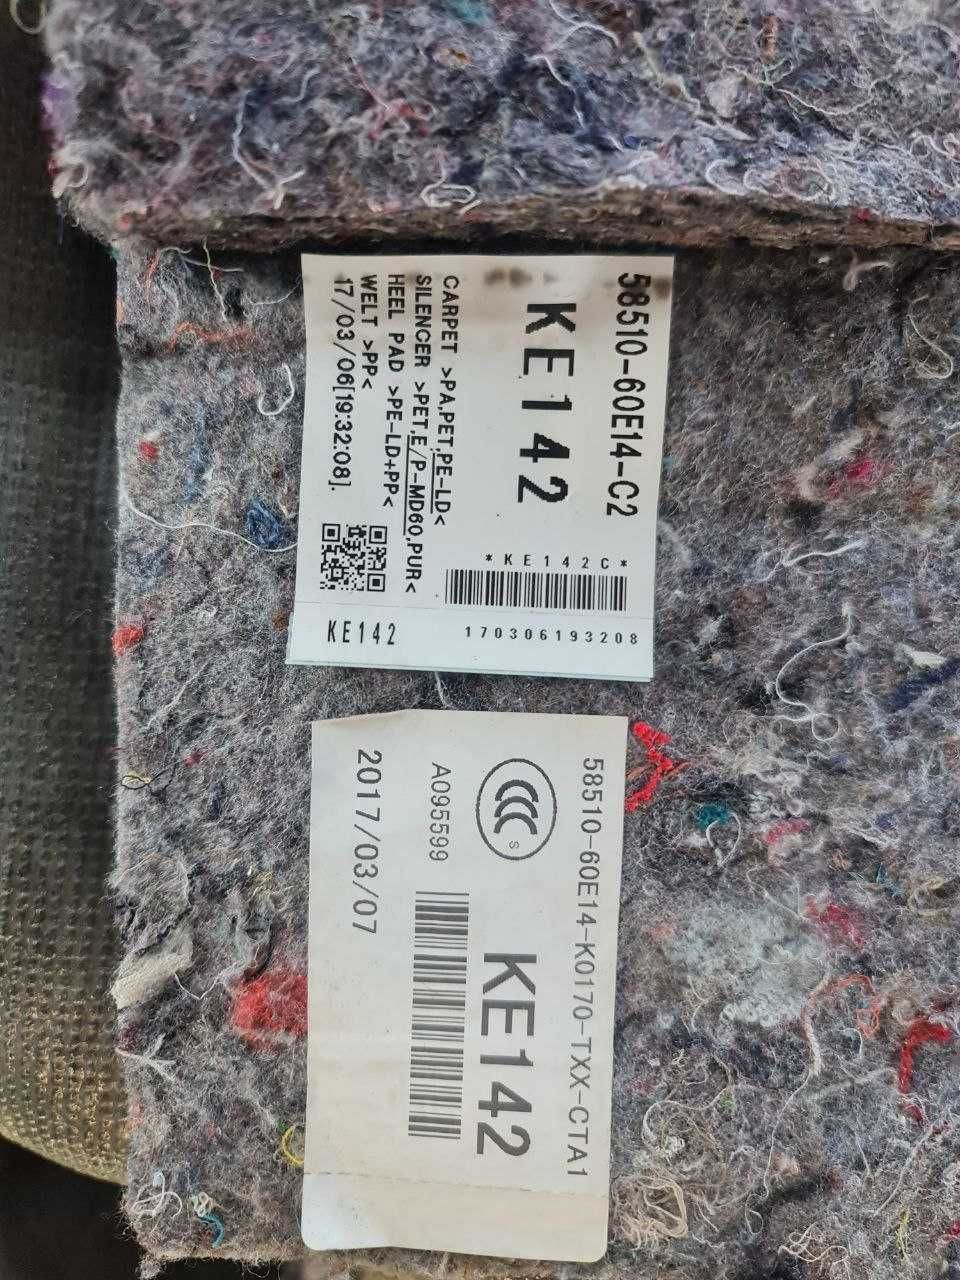 58510-60E14-C2
KE142
*KE142C*
CARPET >PA,PET,PE-LD<
SILENCER >PET,E/P-MD60,PUR<
HEEL PAD >PE-LD+PP<
WELT >PP<
17/03/06[19:32:08].
KE142
170306193208
58510-60E14-K0170-TXX-CTA1
CCC S
KE142
A095599
2017/03/07